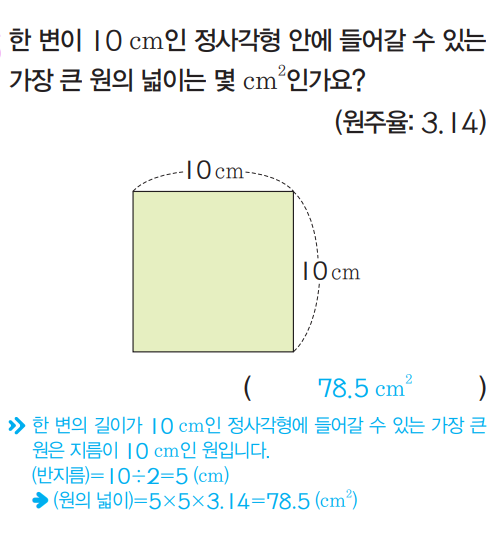 한 변이 10 cm인 정사각형 안에 들어갈 수 있는
가장 큰 원의 넓이는 몇 cm²인가요?
(원주율: 3.14)
10 cm
10 cm
( 78.5 cm² )
한 변의 길이가 10 cm인 정사각형에 들어갈 수 있는 가장 큰
원은 지름이 10 cm인 원입니다.
(반지름)=10÷2=5 (cm)
➔ (원의 넓이)=5×5×3.14=78.5 (cm²)